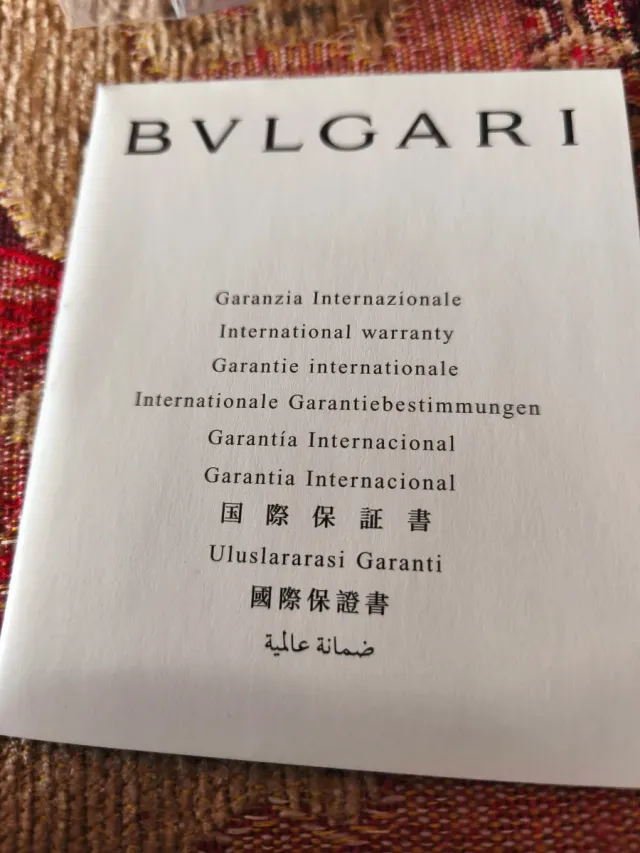 BVLGARI
Garanzia Internazionale
International warranty
Garantie internationale
Internationale Garantiebestimmungen
Garantía Internacional
Garantia Internacional
国際保証書
Uluslararasi Garanti
國際保證書
ضمانة عالمية